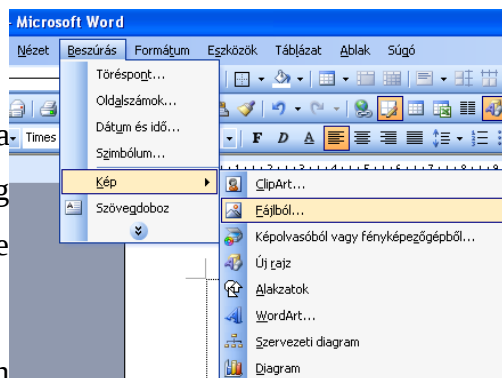 - Microsoft Word
Nézet Beszúrás Formátum Eszközök Táblázat Ablak Súgó
Töréspont...
Oldalszámok...
Dátum és idő...
Szimbólum...
Kép
Szövegdoboz
Times
F D A
ClipArt...
Fájlból...
Képolvasóból vagy fényképezőgépből...
Új rajz
Alakzatok
WordArt...
Szervezeti diagram
Diagram
a
g
e